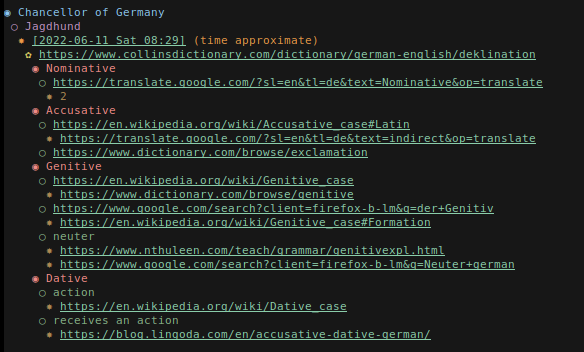 Chancellor of Germany
Jagdhund
[2022-06-11 Sat 08:29] (time approximate)
https://www.collinsdictionary.com/dictionary/german-english/deklination
Nominative
https://translate.google.com/?sl=en&tl=de&text=Nominative&op=translate
2
Accusative
https://en.wikipedia.org/wiki/Accusative_case#Latin
https://translate.google.com/?sl=en&tl=de&text=indirect&op=translate
https://www.dictionary.com/browse/exclamation
Genitive
https://en.wikipedia.org/wiki/Genitive_case
https://www.dictionary.com/browse/genitive
https://www.google.com/search?client=firefox-b-lm&q=der+Genitiv
https://en.wikipedia.org/wiki/Genitive_case#Formation
neuter
https://www.nthuleen.com/teach/grammar/genitivexpl.html
https://www.google.com/search?client=firefox-b-lm&q=Neuter+german
Dative
action
https://en.wikipedia.org/wiki/Dative_case
receives an action
https://blog.lingoda.com/en/accusative-dative-german/